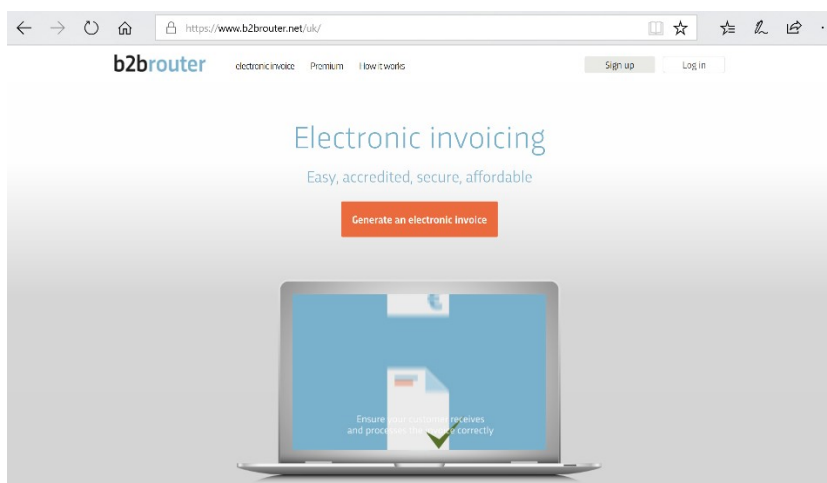 https://www.b2brouter.net/uk/
b2brouter electronic invoice Premium How it works Sign up Log in
Electronic invoicing
Easy, accredited, secure, affordable
Generate an electronic invoice
€
Ensure your customer receives
and processes the invoice correctly